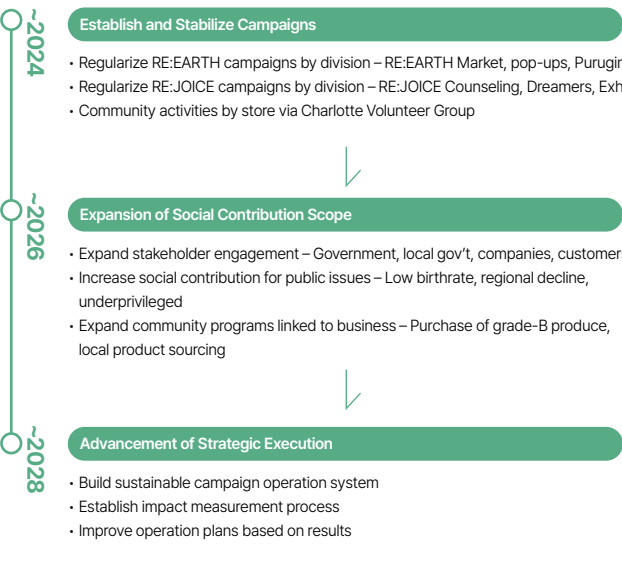 ~2024
Establish and Stabilize Campaigns
• Regularize RE:EARTH campaigns by division – RE:EARTH Market, pop-ups,
• Regularize RE:JOICE campaigns by division – RE:JOICE Counseling, Dreamers,
• Community activities by store via Charlotte Volunteer Group
~2026
Expansion of Social Contribution Scope
• Expand stakeholder engagement – Government, local gov't, companies, customer
• Increase social contribution for public issues – Low birthrate, regional decline,
underprivileged
• Expand community programs linked to business – Purchase of grade-B produce,
local product sourcing
~2028
Advancement of Strategic Execution
• Build sustainable campaign operation system
• Establish impact measurement process
• Improve operation plans based on results